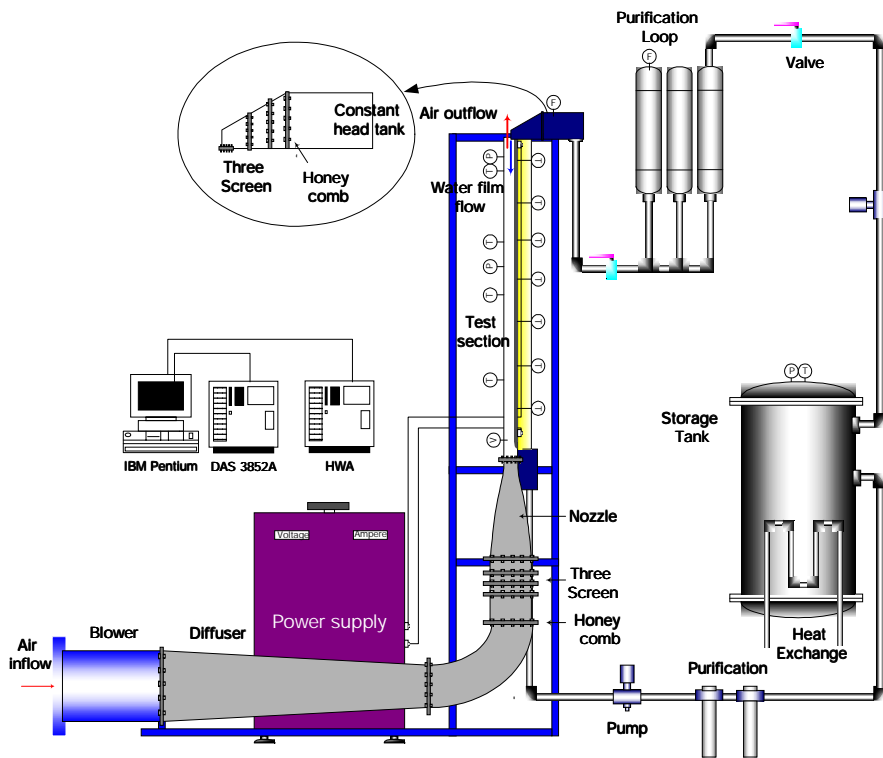 Purification
Loop
F
Valve
Constant
head tank
Air outflow
F
Three
Screen
Honey
comb
P
T
T
Water film
flow
T
T
T
P
T
T
Test
section
T
T
T
T
V
P T
Storage
Tank
IBM Pentium
DAS 3852A
HWA
Nozzle
Voltage
Ampere
Three
Screen
Power supply
Honey
comb
Heat
Exchange
Blower
Diffuser
Air
inflow
Purification
Pump